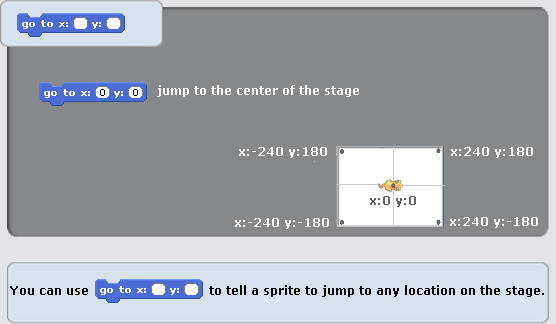 go to x: y:
go to x: 0 y: 0 jump to the center of the stage
x:-240 y:180 x:240 y:180
x:0 y:0
x:-240 y:-180 x:240 y:-180
You can use go to x: y: to tell a sprite to jump to any location on the stage.